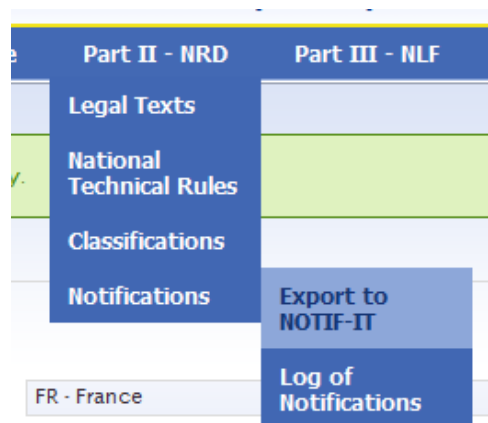 e Part II - NRD Part III - NLF
Legal Texts
National
Technical Rules
y.
Classifications
Notifications
Export to
NOTIF-IT
FR - France
Log of
Notifications